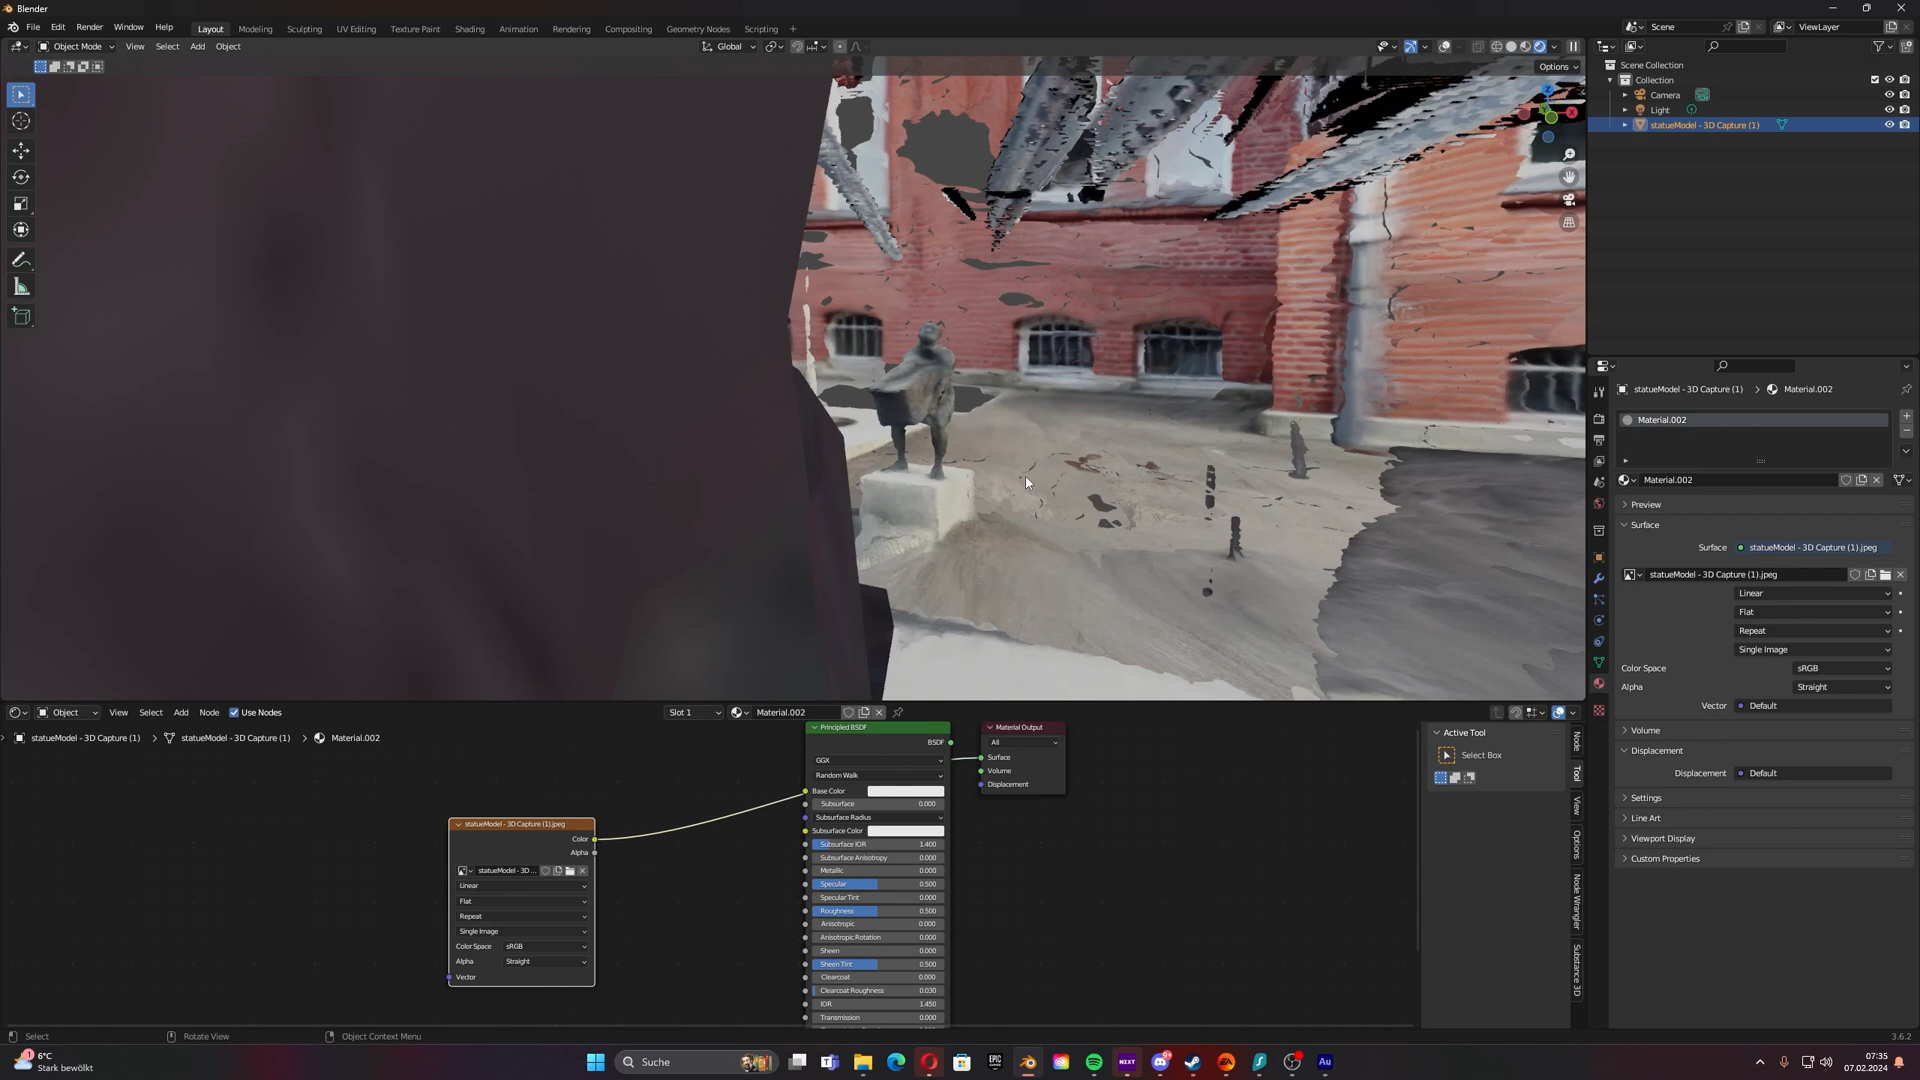 Blender
File Edit Render Window Help Layout Modeling Sculpting UV Editing Texture Paint Shading Animation Rendering Compositing Geometry Nodes Scripting + Scene ViewLayer
Object Mode View Select Add Object Global
Options
Scene Collection
Collection
Camera
Light
statueModel - 3D Capture (1)
statueModel - 3D Capture (1) > Material.002
Material.002
Material.002
Preview
Surface
Surface statueModel - 3D Capture (1).jpeg
statueModel - 3D Capture (1).jpeg
Linear
Flat
Repeat
Single Image
Color Space sRGB
Alpha Straight
Vector Default
Volume
Displacement
Displacement Default
Settings
Line Art
Viewport Display
Custom Properties
Object View Select Add Node Use Nodes Slot 1 Material.002
statueModel - 3D Capture (1) > statueModel - 3D Capture (1) > Material.002
statueModel - 3D Capture (1).jpeg
Color
Alpha
statueModel - 3D ...
Linear
Flat
Repeat
Single Image
Color Space sRGB
Alpha Straight
Vector
Principled BSDF
BSDF
GGX
Random Walk
Base Color
Subsurface 0.000
Subsurface Radius
Subsurface Color
Subsurface IOR 1.400
Subsurface Anisotropy 0.000
Metallic 0.000
Specular 0.500
Specular Tint 0.000
Roughness 0.500
Anisotropic 0.000
Anisotropic Rotation 0.000
Sheen 0.000
Sheen Tint 0.500
Clearcoat 0.000
Clearcoat Roughness 0.030
IOR 1.450
Transmission 0.000
Material Output
All
Surface
Volume
Displacement
Active Tool
Select Box
Node
Tool
View
Options
Node Wrangler
Substance 3D
Select Rotate View Object Context Menu 3.6.2
6°C
Stark bewölkt
Suche
EPIC
NEXT
9+
EA
Au
07:35
07.02.2024